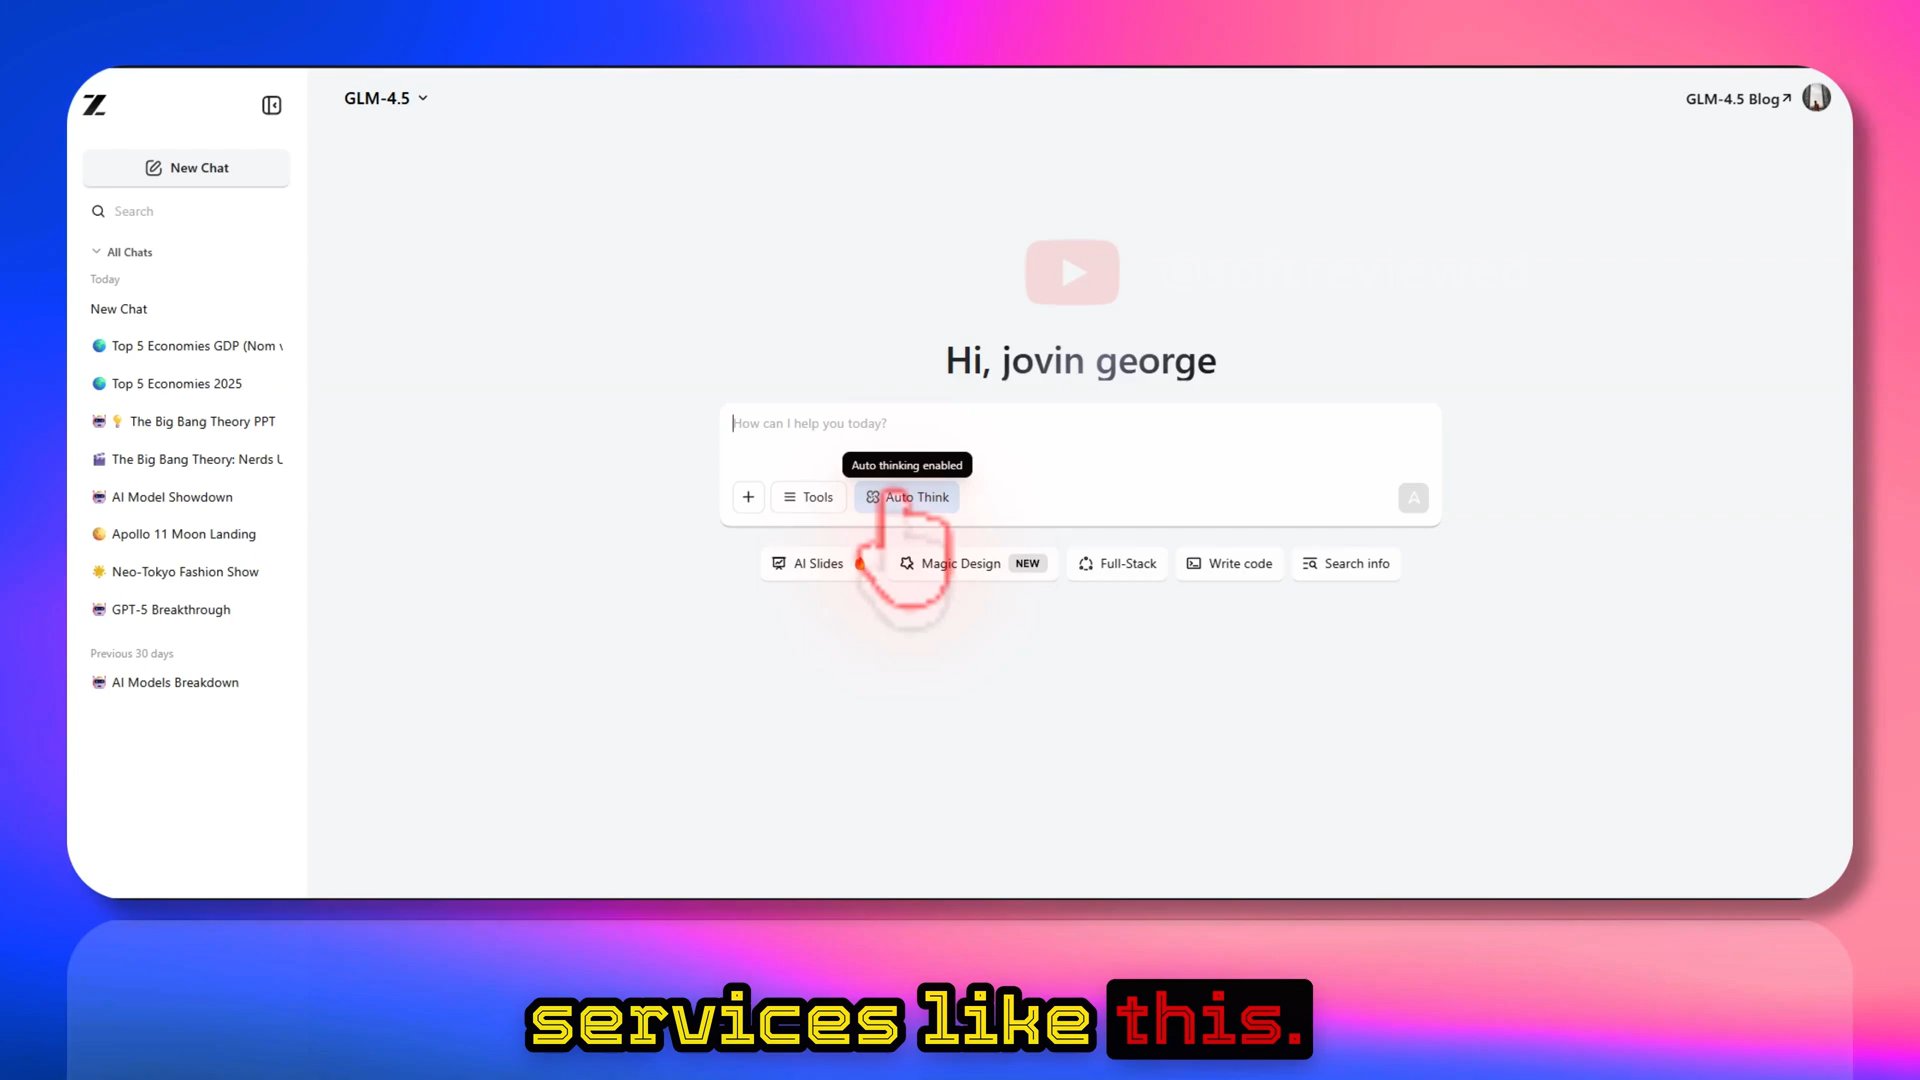 GLM-4.5
GLM-4.5 Blog
New Chat
Search
All Chats
Today
New Chat
Top 5 Economies GDP (Nom
Top 5 Economies 2025
The Big Bang Theory PPT
The Big Bang Theory: Nerds
AI Model Showdown
Apollo 11 Moon Landing
Neo-Tokyo Fashion Show
GPT-5 Breakthrough
Previous 30 days
AI Models Breakdown
@softreviewed
Hi, jovin george
How can I help you today?
Auto thinking enabled
Tools
Auto Think
AI Slides
Magic Design NEW
Full-Stack
Write code
Search info
services like this.